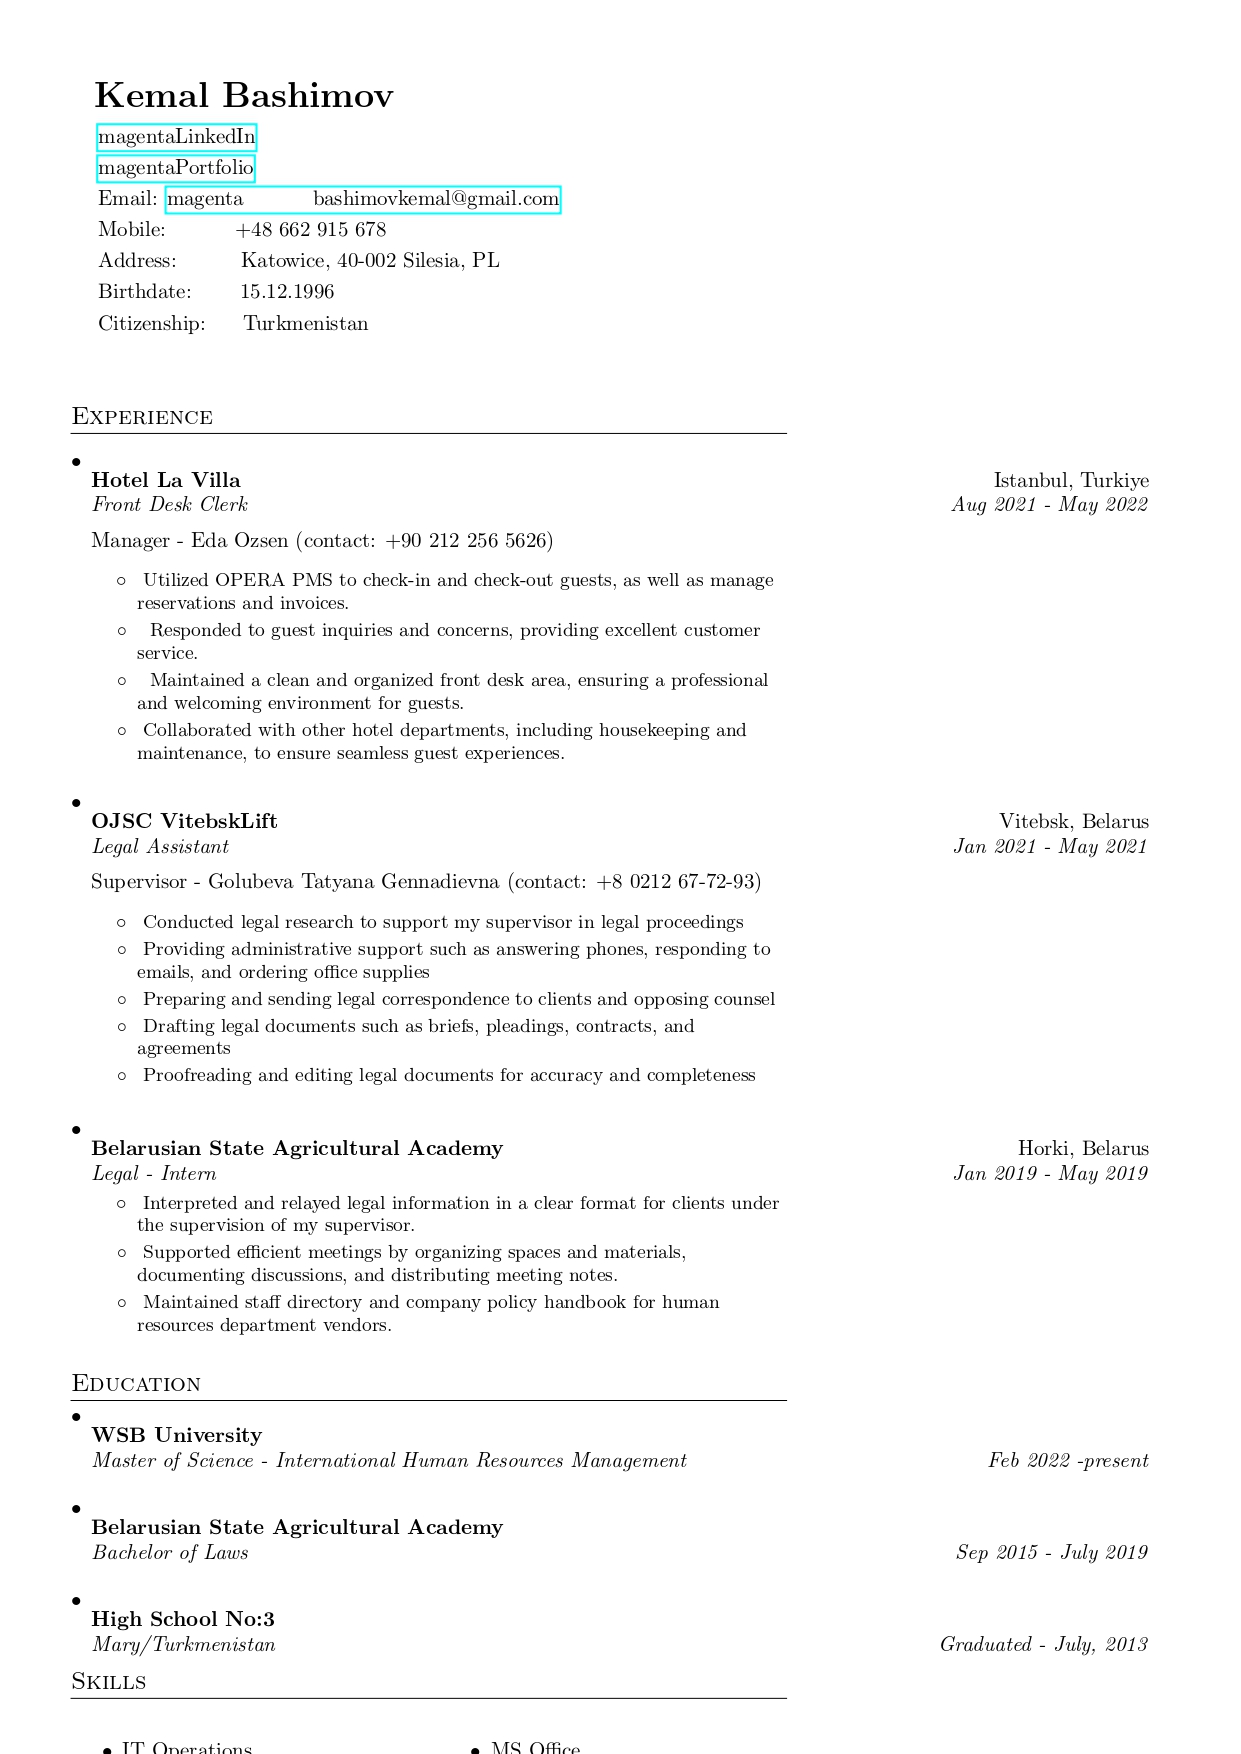 Kemal Bashimov
magentaLinkedIn
magentaPortfolio
Email: magenta bashimovkemal@gmail.com
Mobile: +48 662 915 678
Address: Katowice, 40-002 Silesia, PL
Birthdate: 15.12.1996
Citizenship: Turkmenistan
Experience
• Hotel La Villa Istanbul, Turkiye
Front Desk Clerk Aug 2021 - May 2022
Manager - Eda Ozsen (contact: +90 212 256 5626)
◦ Utilized OPERA PMS to check-in and check-out guests, as well as manage
reservations and invoices.
◦ Responded to guest inquiries and concerns, providing excellent customer
service.
◦ Maintained a clean and organized front desk area, ensuring a professional
and welcoming environment for guests.
◦ Collaborated with other hotel departments, including housekeeping and
maintenance, to ensure seamless guest experiences.
• OJSC VitebskLift Vitebsk, Belarus
Legal Assistant Jan 2021 - May 2021
Supervisor - Golubeva Tatyana Gennadievna (contact: +8 0212 67-72-93)
◦ Conducted legal research to support my supervisor in legal proceedings
◦ Providing administrative support such as answering phones, responding to
emails, and ordering office supplies
◦ Preparing and sending legal correspondence to clients and opposing counsel
◦ Drafting legal documents such as briefs, pleadings, contracts, and
agreements
◦ Proofreading and editing legal documents for accuracy and completeness
• Belarusian State Agricultural Academy Horki, Belarus
Legal - Intern Jan 2019 - May 2019
◦ Interpreted and relayed legal information in a clear format for clients under
the supervision of my supervisor.
◦ Supported efficient meetings by organizing spaces and materials,
documenting discussions, and distributing meeting notes.
◦ Maintained staff directory and company policy handbook for human
resources department vendors.
Education
• WSB University
Master of Science - International Human Resources Management Feb 2022 -present
• Belarusian State Agricultural Academy
Bachelor of Laws Sep 2015 - July 2019
• High School No:3
Mary/Turkmenistan Graduated - July, 2013
Skills
• IT Operations • MS Office